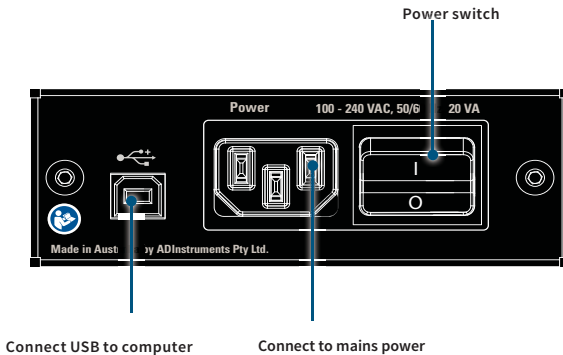 Power switch
Power 100 - 240 VAC, 50/6 20 VA
I
O
Made in Aust by ADInstruments Pty Ltd.
Connect USB to computer
Connect to mains power